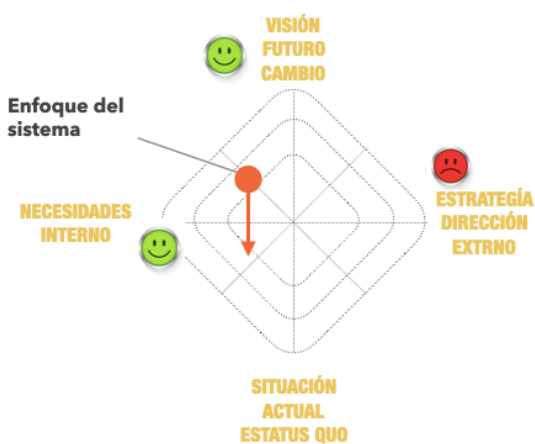 VISIÓN
FUTURO
CAMBIO
Enfoque del
sistema
NECESIDADES
INTERNO
ESTRATEGÍA
DIRECCIÓN
EXTRNO
SITUACIÓN
ACTUAL
ESTATUS QUO